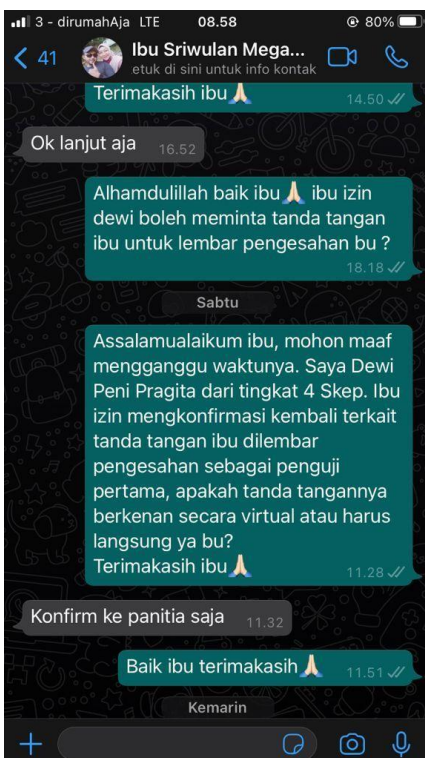 3 - dirumahAja LTE 08.58 80%
41 Ibu Sriwulan Mega...
etuk di sini untuk info kontak
Terimakasih ibu🙏🏻
14.50
Ok lanjut aja 16.52
Alhamdulillah baik ibu🙏🏻 ibu izin
dewi boleh meminta tanda tangan
ibu untuk lembar pengesahan bu ?
18.18
Sabtu
Assalamualaikum ibu, mohon maaf
mengganggu waktunya. Saya Dewi
Peni Pragita dari tingkat 4 Skep. Ibu
izin mengkonfirmasi kembali terkait
tanda tangan ibu dilembar
pengesahan sebagai penguji
pertama, apakah tanda tangannya
berkenan secara virtual atau harus
langsung ya bu?
Terimakasih ibu🙏🏻
11.28
Konfirm ke panitia saja 11.32
Baik ibu terimakasih🙏🏻 11.51
Kemarin